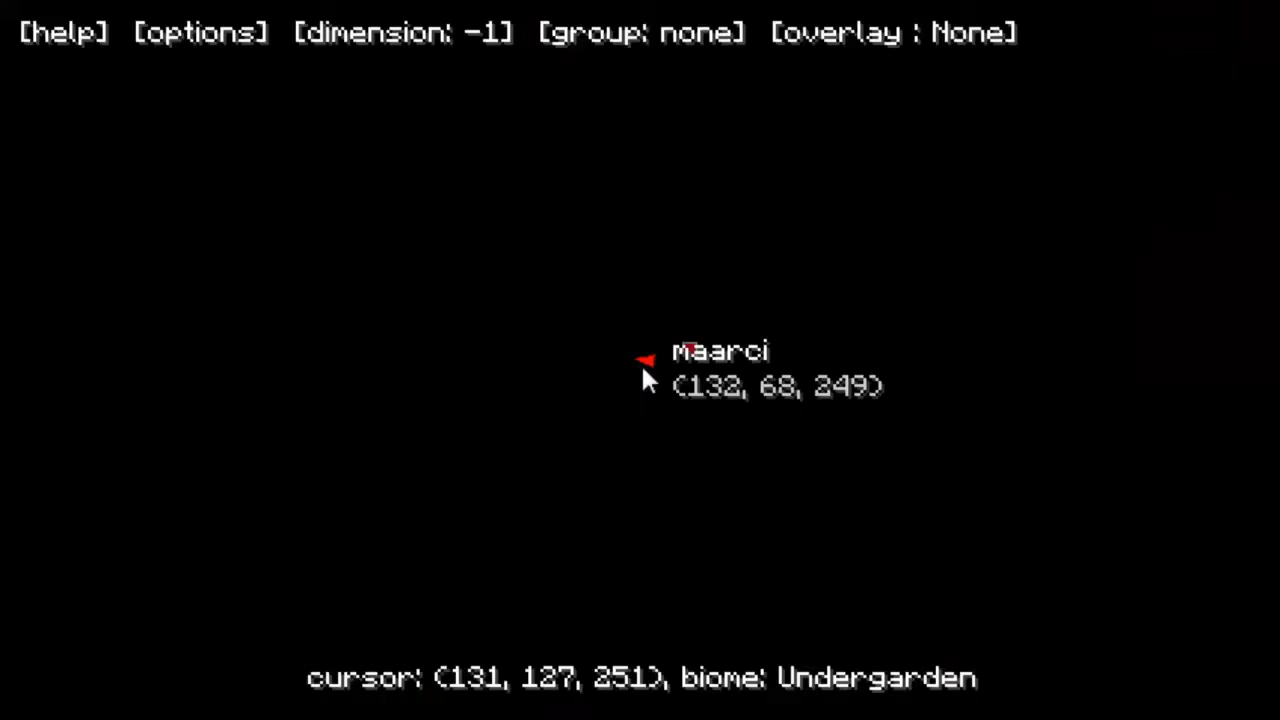 [help] [options] [dimension: -1] [group: none] [overlay : None]
maarci
(132, 68, 249)
cursor: (131, 127, 251), biome: Undergarden